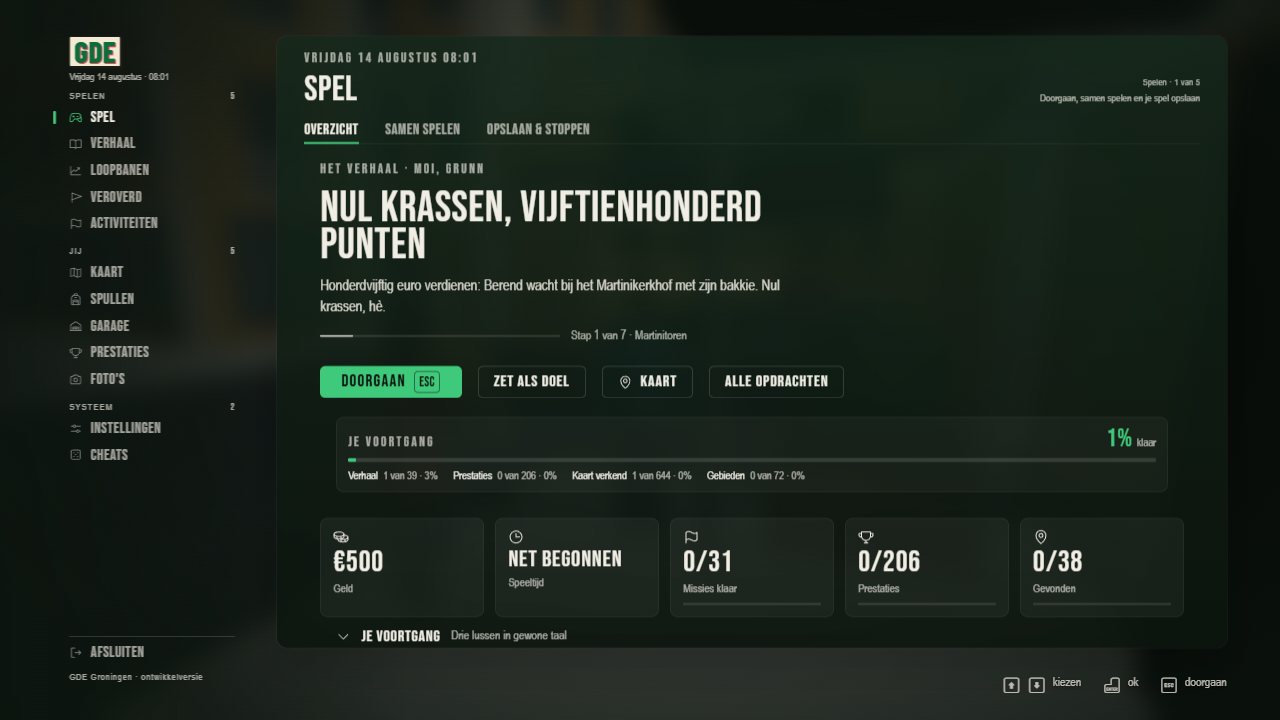 GDE
Vrijdag 14 augustus · 08:01
SPELEN 5
SPEL
VERHAAL
LOOPBANEN
VEROVERD
ACTIVITEITEN
JIJ 5
KAART
SPULLEN
GARAGE
PRESTATIES
FOTO'S
SYSTEEM 2
INSTELLINGEN
CHEATS
AFSLUITEN
GDE Groningen · ontwikkelversie
VRIJDAG 14 AUGUSTUS 08:01
SPEL
Spelen · 1 van 5
Doorgaan, samen spelen en je spel opslaan
OVERZICHT SAMEN SPELEN OPSLAAN & STOPPEN
HET VERHAAL · MOI, GRUNN
NUL KRASSEN, VIJFTIENHONDERD
PUNTEN
Honderdvijftig euro verdienen: Berend wacht bij het Martinikerkhof met zijn bakkie. Nul
krassen, hè.
Stap 1 van 7 · Martinitoren
DOORGAAN ESC ZET ALS DOEL KAART ALLE OPDRACHTEN
JE VOORTGANG 1% klaar
Verhaal 1 van 39 · 3% Prestaties 0 van 206 · 0% Kaart verkend 1 van 644 · 0% Gebieden 0 van 72 · 0%
€500 NET BEGONNEN 0/31 0/206 0/38
Geld Speeltijd Missies klaar Prestaties Gevonden
JE VOORTGANG Drie lussen in gewone taal
kiezen ok ESC doorgaan